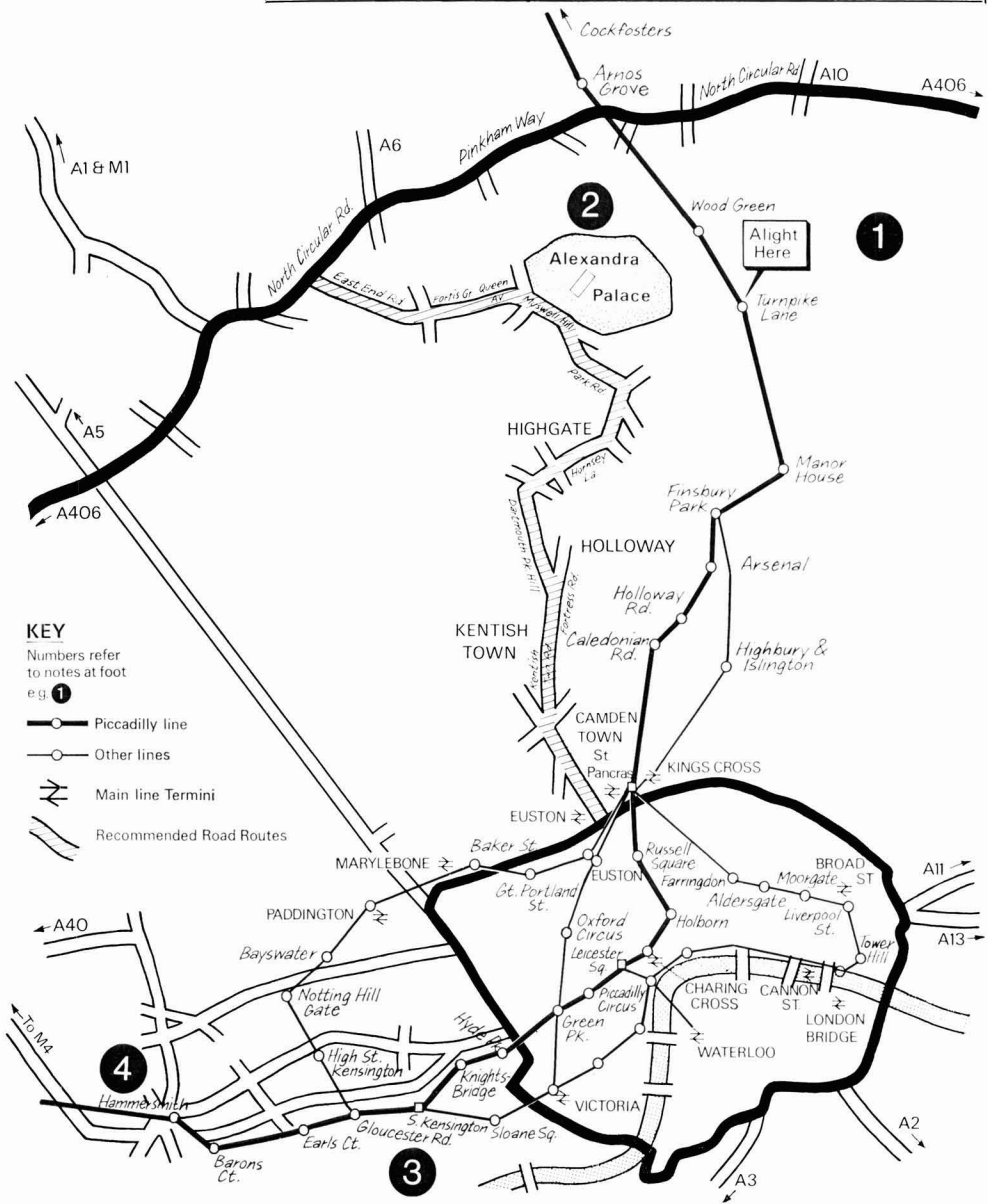 Cockfosters
Arnos
Grove
North Circular Rd
A10
A406
A1 & M1
A6
Pinkham Way
2
Wood Green
1
Alight
Here
North Circular Rd.
Alexandra
Palace
East End Rd
Fortis Gr
Queen
Av
Muswell Hill
Turnpike
Lane
Park Rd
A5
HIGHGATE
Hornsey
La.
Manor
House
Finsbury
Park
A406
Dartmouth Pk Hill
HOLLOWAY
Arsenal
Fortress Rd.
Holloway
Rd.
KEY
Numbers refer
to notes at foot
e.g. 1
Piccadilly line
Other lines
Main line Termini
Recommended Road Routes
KENTISH
TOWN
Kentish
Caledonian
Rd.
Highbury &
Islington
CAMDEN
TOWN
St
Pancras
KINGS CROSS
EUSTON
Baker St.
MARYLEBONE
Gt. Portland
St.
EUSTON
Russell
Square
Farringdon
Aldersgate
Moorgate
BROAD
ST
Liverpool
St.
A11
A13
PADDINGTON
A40
Bayswater
Oxford
Circus
Holborn
Leicester
Sq.
Tower
Hill
Notting Hill
Gate
Piccadilly
Circus
CHARING
CROSS
CANNON
ST.
LONDON
BRIDGE
To M4
Hyde Pk
Green
Pk.
WATERLOO
4
High St.
Kensington
Knights-
Bridge
Hammersmith
VICTORIA
Barons
Ct.
Earls Ct.
Gloucester Rd.
S. Kensington
Sloane Sq.
3
A2
A3